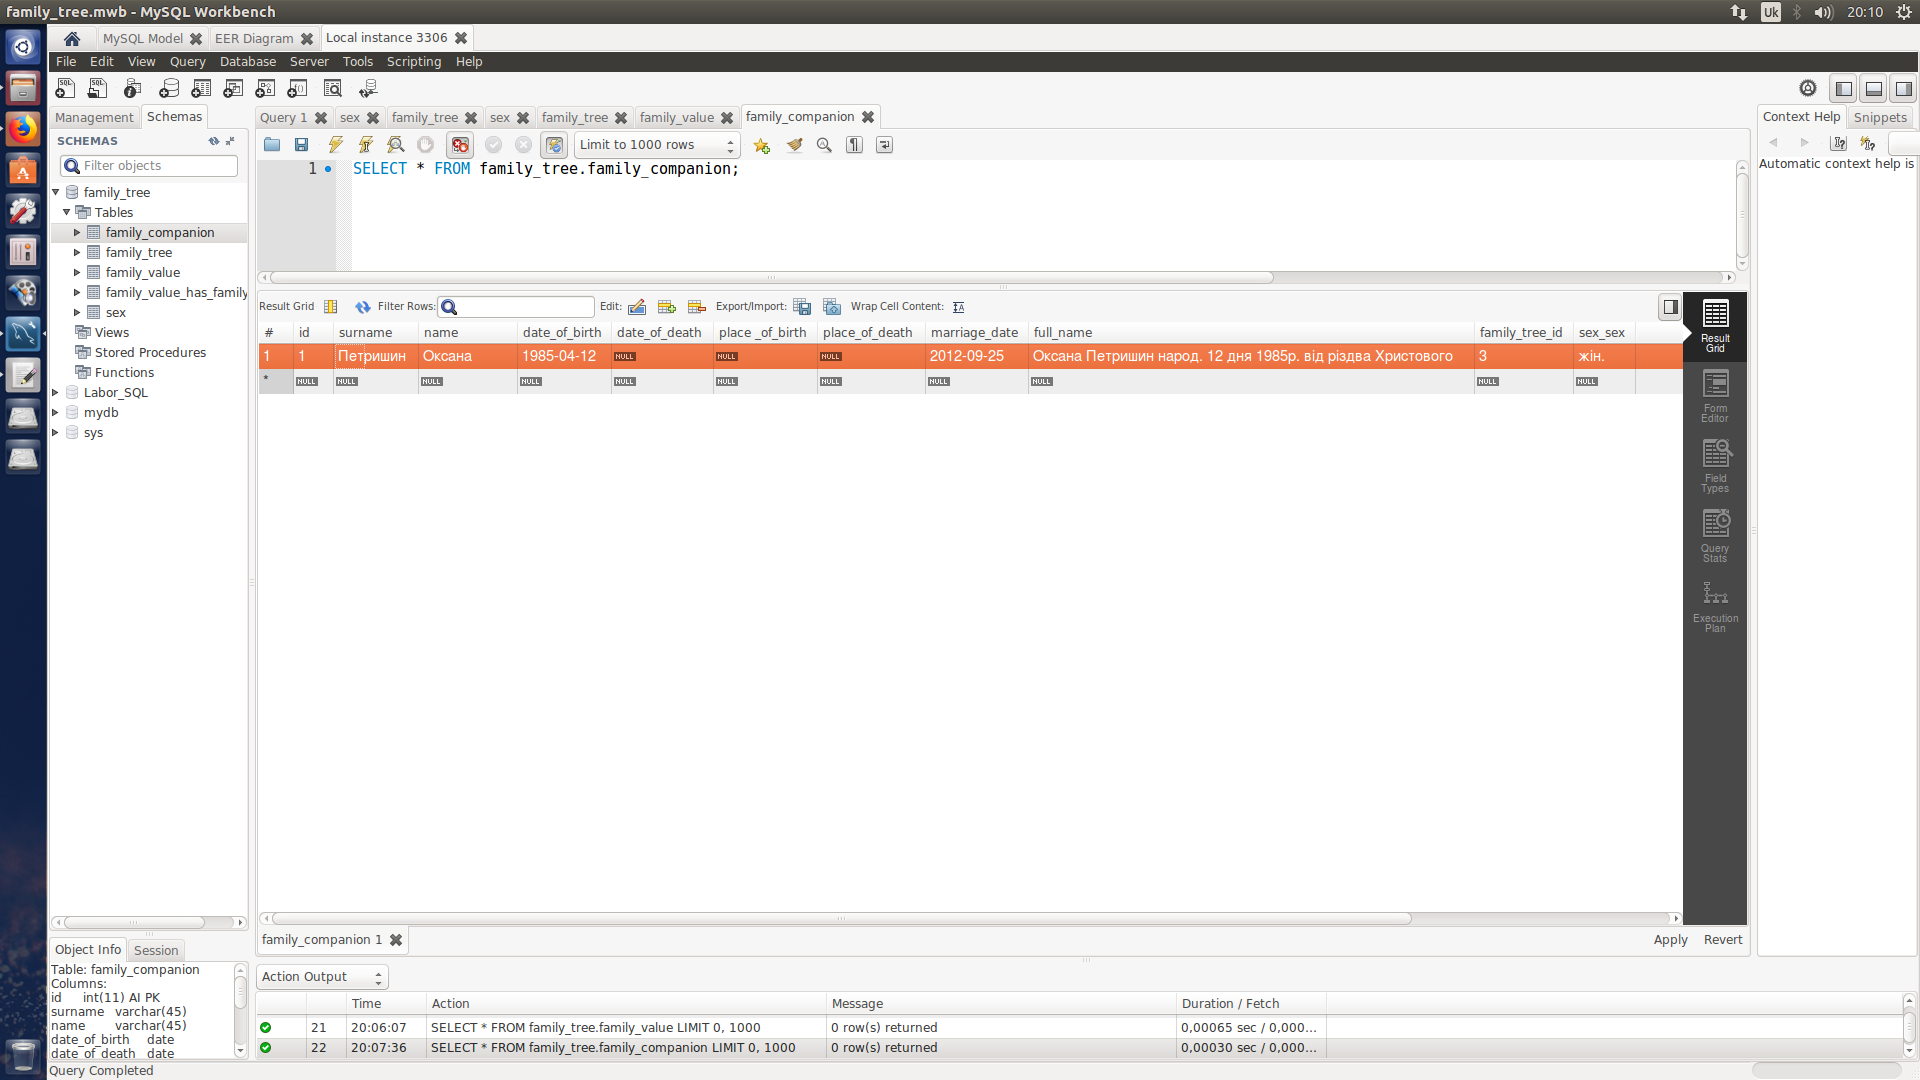 family_tree.mwb - MySQL Workbench
Uk
20:10
MySQL Model
EER Diagram
Local instance 3306
File Edit View Query Database Server Tools Scripting Help
Management
Schemas
Query 1
sex
family_tree
sex
family_tree
family_value
family_companion
Context Help
Snippets
SCHEMAS
Limit to 1000 rows
Filter objects
Automatic context help is
1
SELECT * FROM family_tree.family_companion;
family_tree
Tables
family_companion
family_tree
family_value
family_value_has_family
sex
Views
Stored Procedures
Functions
Labor_SQL
mydb
sys
Result Grid
Filter Rows:
Edit:
Export/Import:
Wrap Cell Content:
# id surname name date_of_birth date_of_death place _of_birth place_of_death marriage_date full_name family_tree_id sex_sex
1 1 Петришин Оксана 1985-04-12 NULL NULL NULL 2012-09-25 Оксана Петришин народ. 12 дня 1985р. від різдва Христового 3 жін.
* NULL NULL NULL NULL NULL NULL NULL NULL NULL NULL NULL
Result
Grid
Form
Editor
Field
Types
Query
Stats
Execution
Plan
family_companion 1
Apply
Revert
Object Info
Session
Table: family_companion
Columns:
id int(11) AI PK
surname varchar(45)
name varchar(45)
date_of_birth date
date_of_death date
Action Output
Time Action Message Duration / Fetch
21 20:06:07 SELECT * FROM family_tree.family_value LIMIT 0, 1000 0 row(s) returned 0,00065 sec / 0,000...
22 20:07:36 SELECT * FROM family_tree.family_companion LIMIT 0, 1000 0 row(s) returned 0,00030 sec / 0,000...
Query Completed